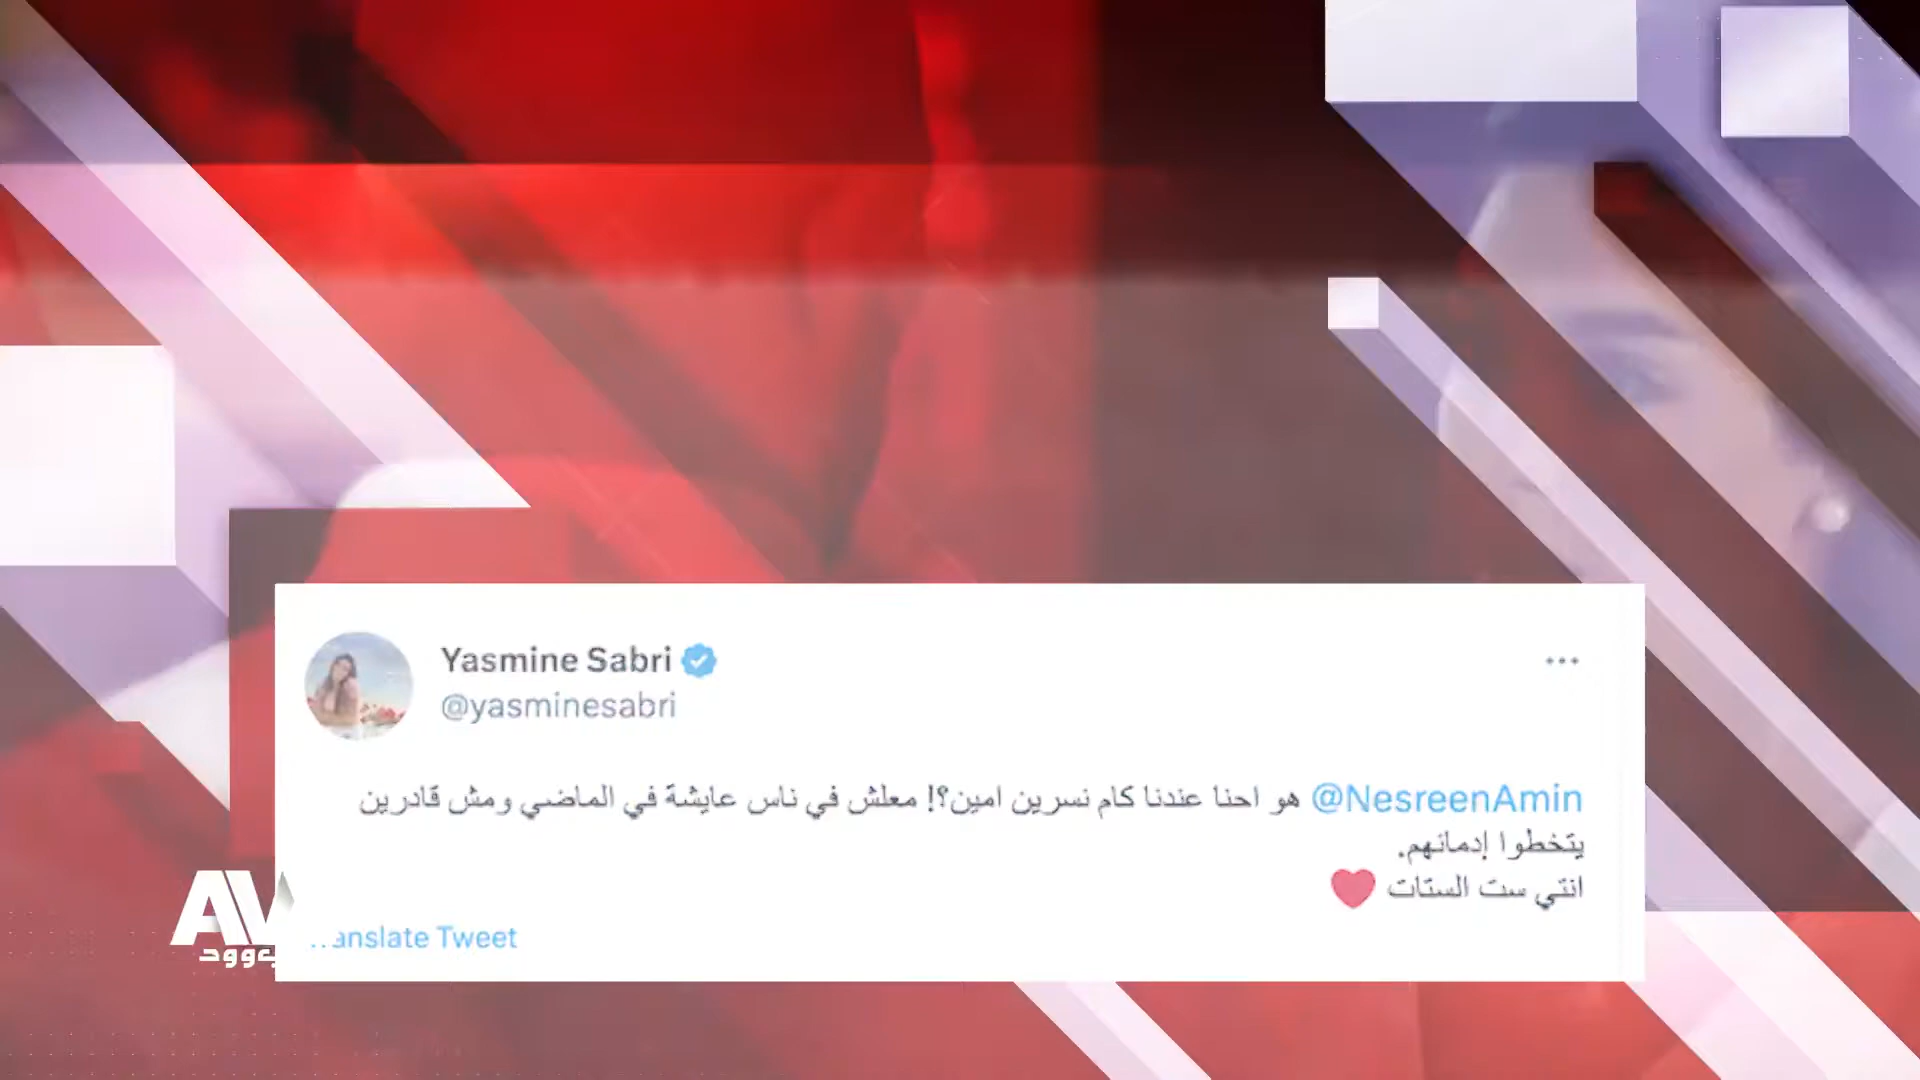 Yasmine Sabri
@yasminesabri
@NesreenAmin هو احنا عندنا كام نسرين امين؟! معلش في ناس عايشة في الماضي ومش قادرين
يتخطوا إدمانهم.
انتي ست الستات ❤
anslate Tweet